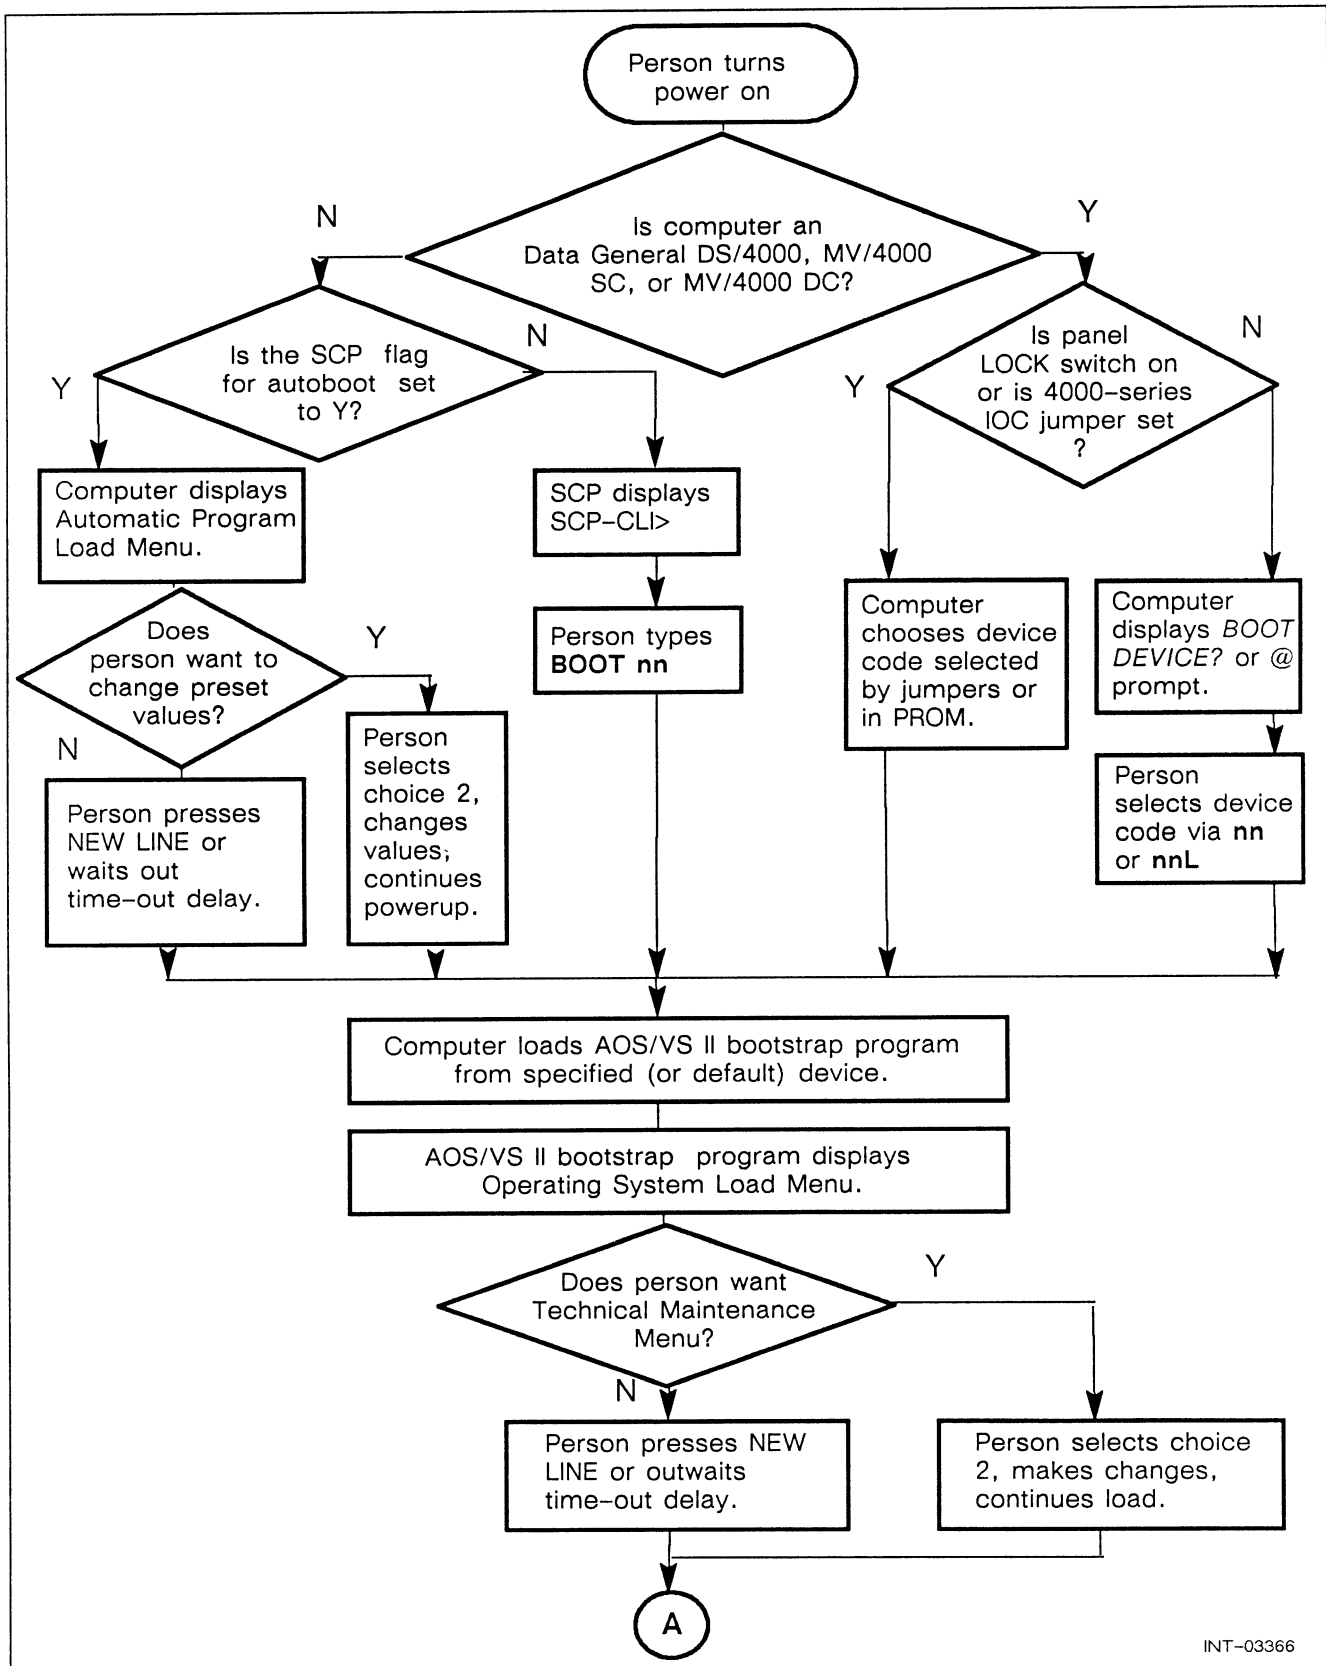 Person turns
power on
N
Y
Is computer an
Data General DS/4000, MV/4000
SC, or MV/4000 DC?
Is the SCP flag
for autoboot set
to Y?
Y
N
Is panel
LOCK switch on
or is 4000-series
IOC jumper set
?
Y
N
Computer displays
Automatic Program
Load Menu.
SCP displays
SCP-CLI>
Does
person want to
change preset
values?
Y
N
Person types
BOOT nn
Computer
chooses device
code selected
by jumpers or
in PROM.
Computer
displays BOOT
DEVICE? or @
prompt.
Person presses
NEW LINE or
waits out
time-out delay.
Person
selects
choice 2,
changes
values;
continues
powerup.
Person
selects device
code via nn
or nnL
Computer loads AOS/VS II bootstrap program
from specified (or default) device.
AOS/VS II bootstrap program displays
Operating System Load Menu.
Does person want
Technical Maintenance
Menu?
Y
N
Person presses NEW
LINE or outwaits
time-out delay.
Person selects choice
2, makes changes,
continues load.
A
INT-03366